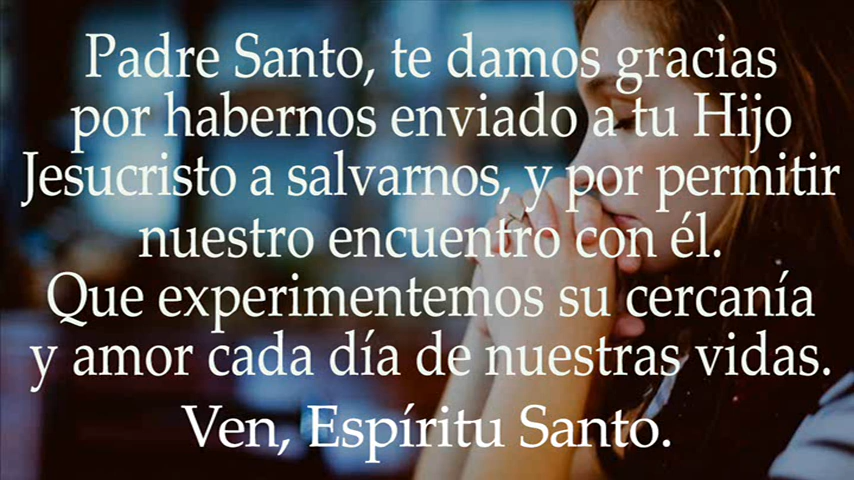 Padre Santo, te damos gracias
por habernos enviado a tu Hijo
Jesucristo a salvarnos, y por permitir
nuestro encuentro con él.
Que experimentemos su cercanía
y amor cada día de nuestras vidas.
Ven, Espíritu Santo.